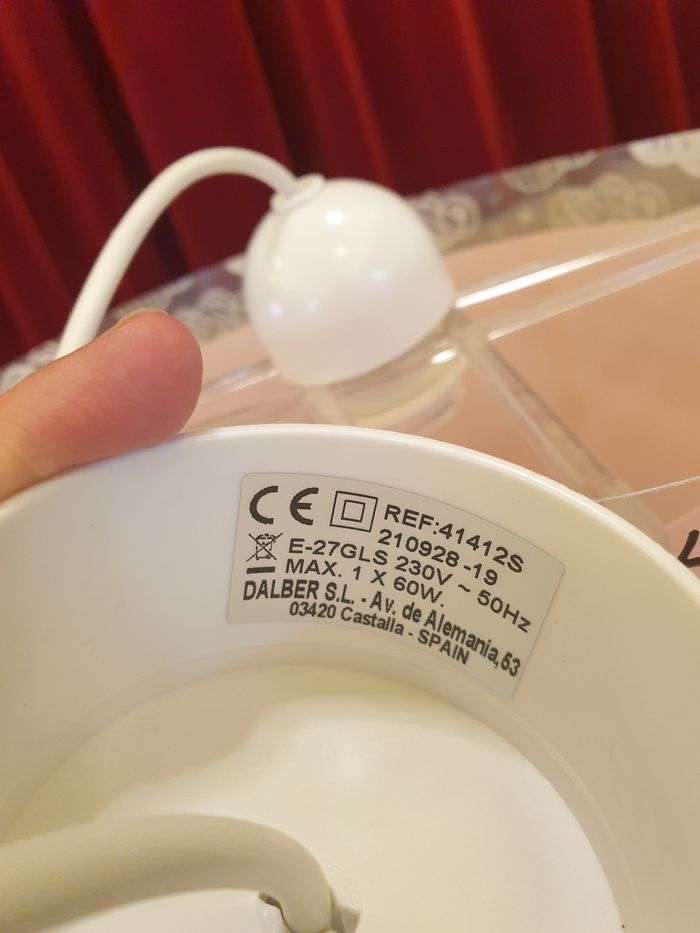 CE REF:41412S
210928-19
E-27GLS 230V ~ 50Hz
MAX. 1 X 60W.
DALBER S.L. - Av. de Alemania,53
03420 Castalla - SPAIN